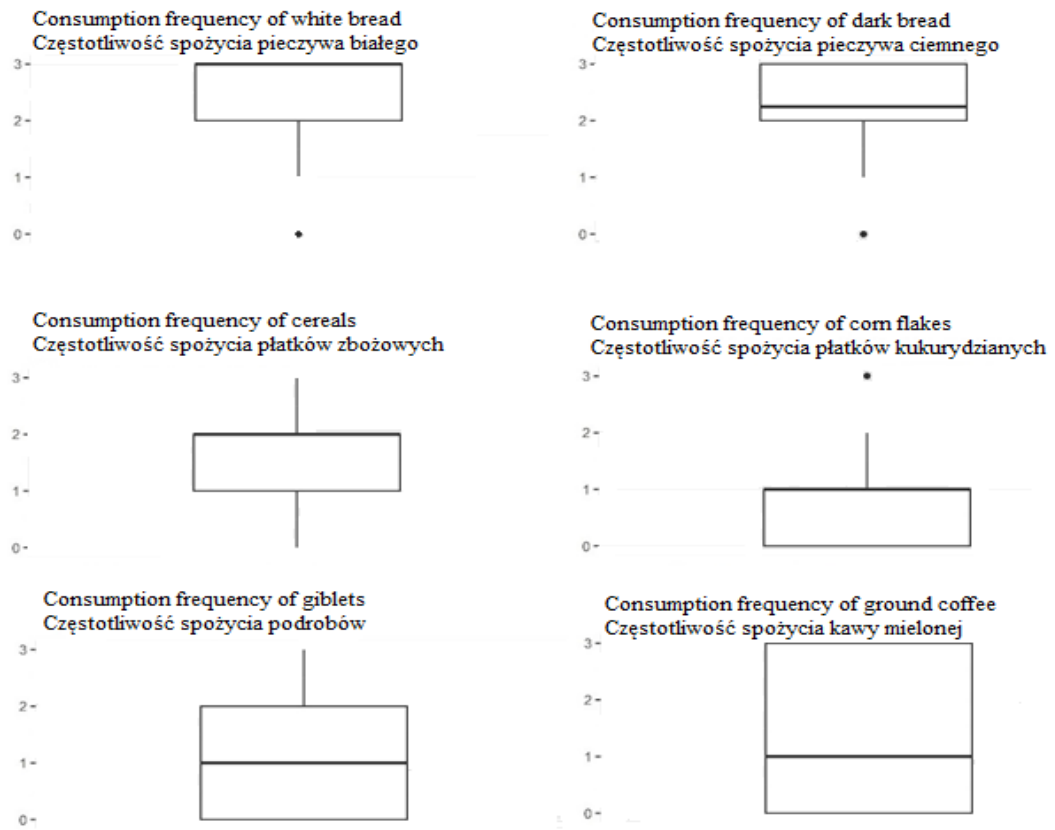 Consumption frequency of white bread
Częstotliwość spożycia pieczywa białego
3
2
1
0
Consumption frequency of dark bread
Częstotliwość spożycia pieczywa ciemnego
3
2
1
0
Consumption frequency of cereals
Częstotliwość spożycia płatków zbożowych
3
2
1
0
Consumption frequency of corn flakes
Częstotliwość spożycia płatków kukurydzianych
3
2
1
0
Consumption frequency of giblets
Częstotliwość spożycia podrobów
3
2
1
0
Consumption frequency of ground coffee
Częstotliwość spożycia kawy mielonej
3
2
1
0